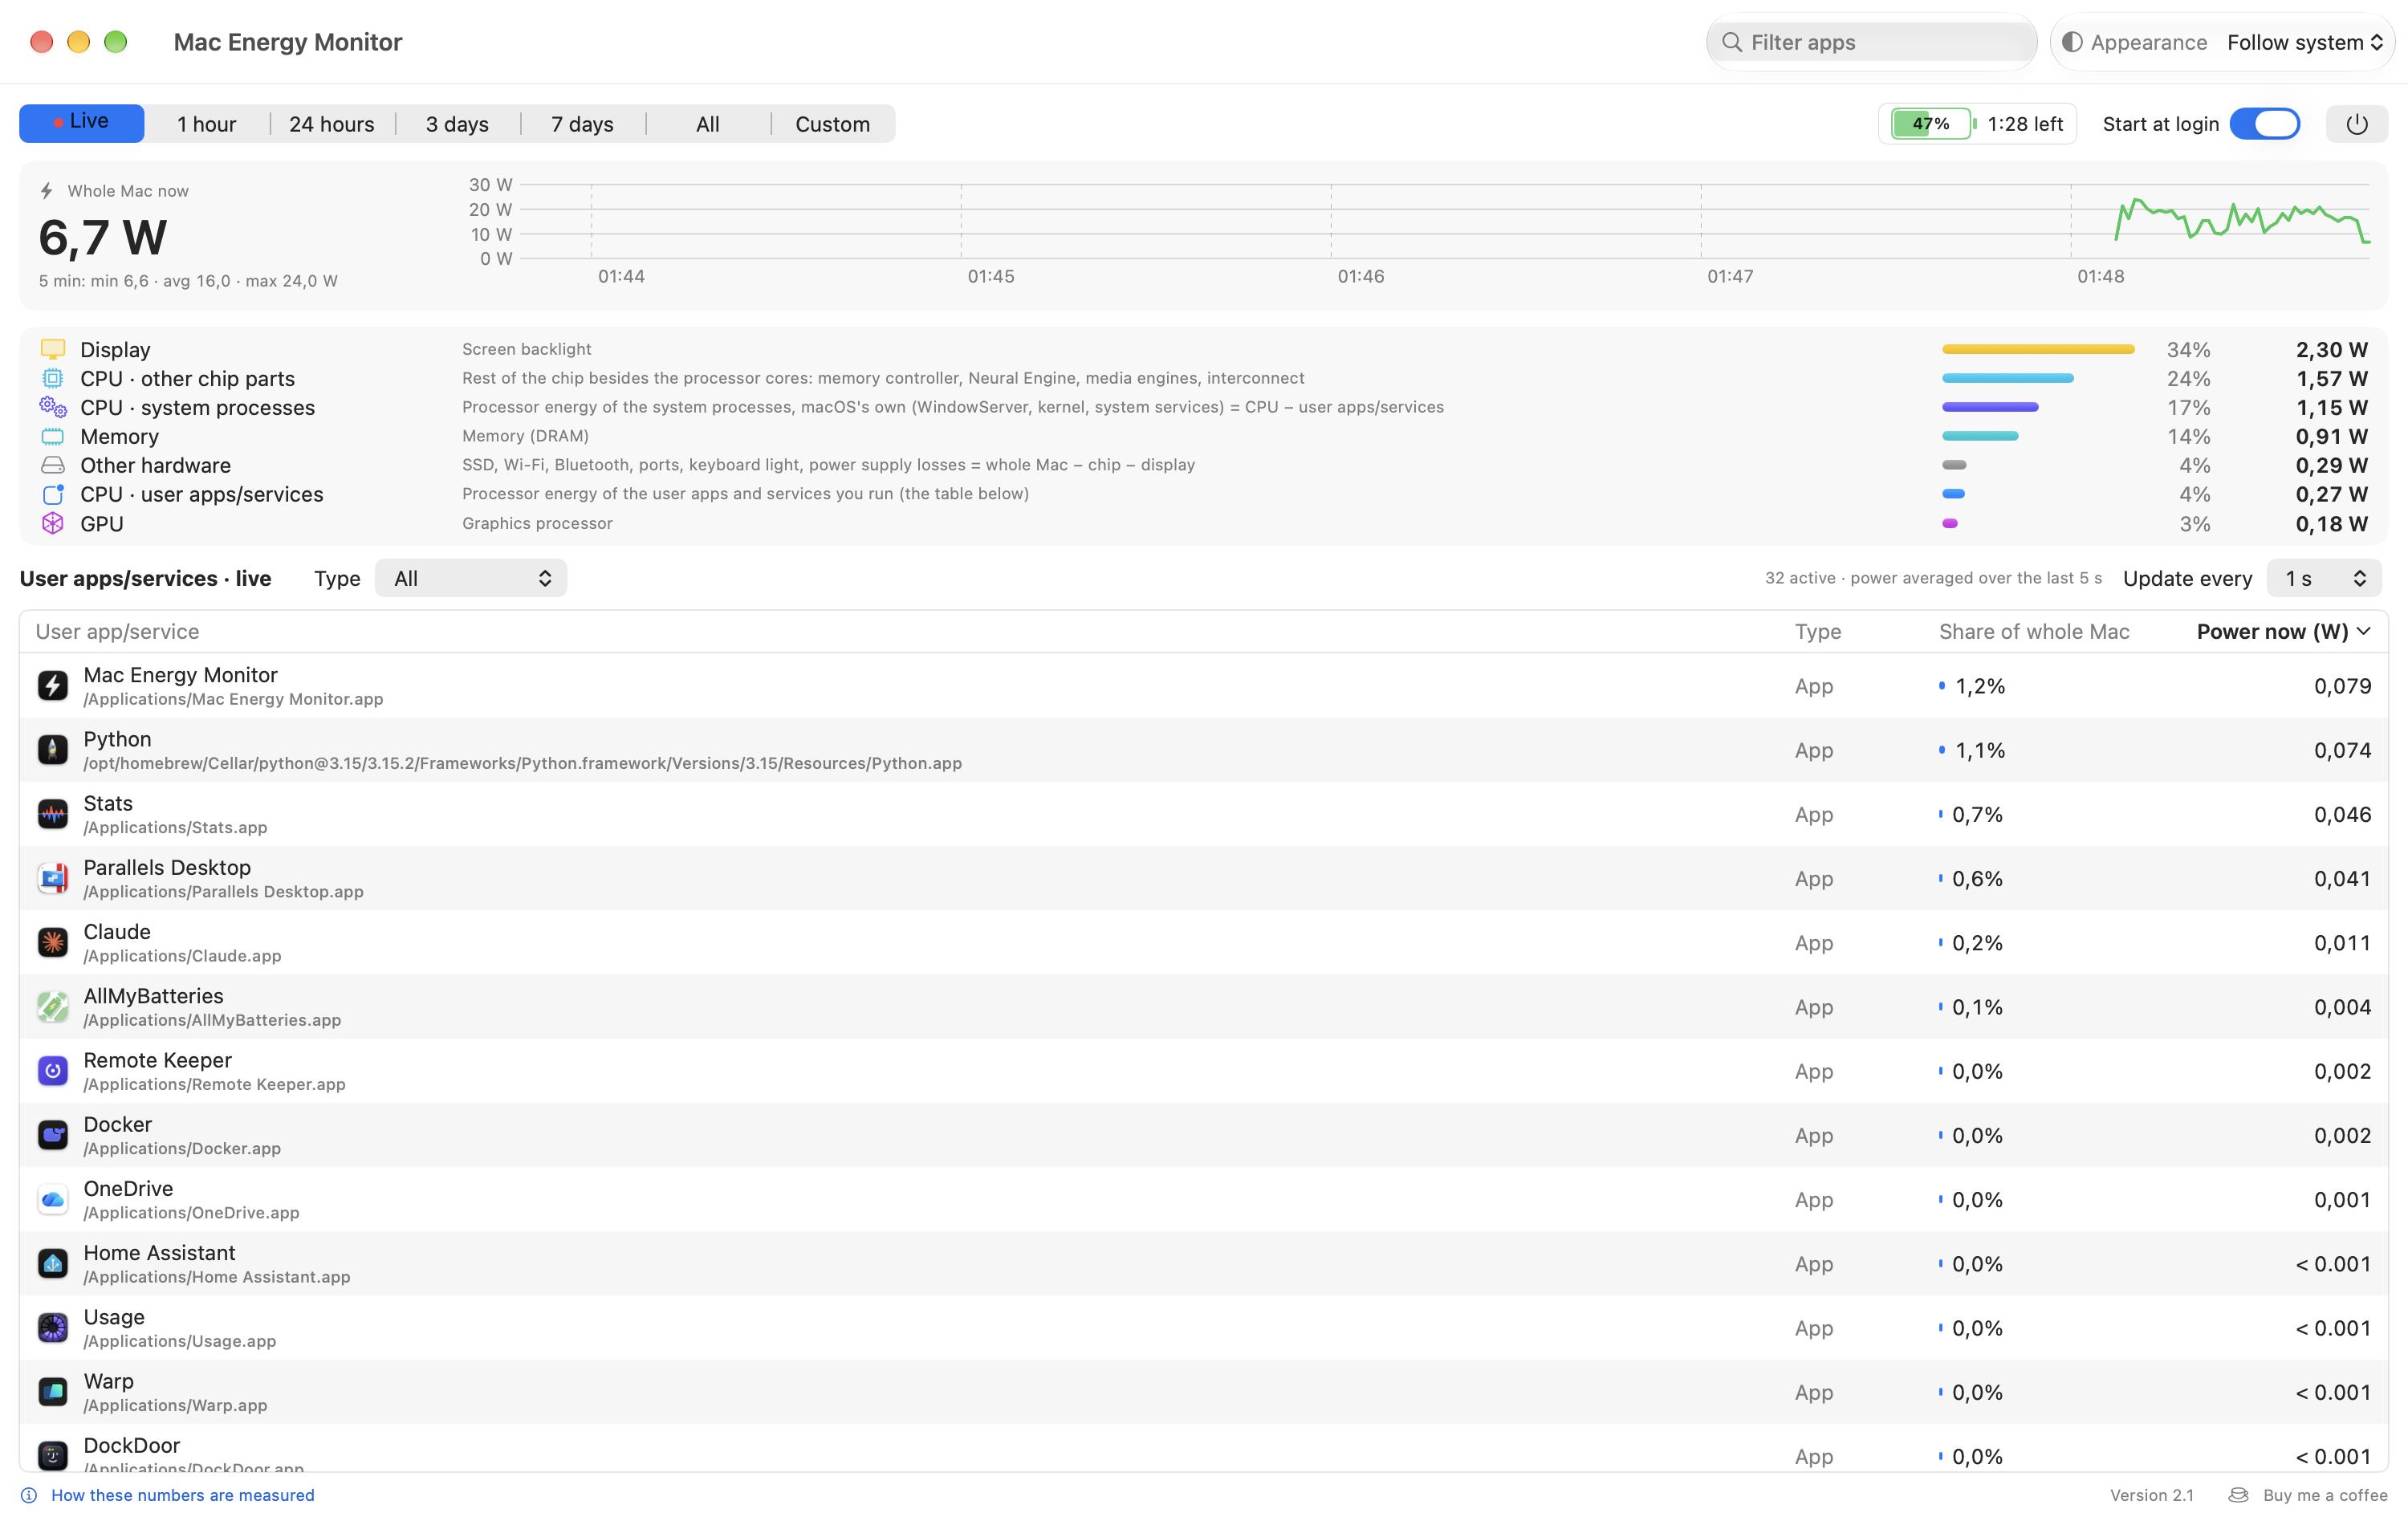 Mac Energy Monitor
Filter apps
Appearance Follow system
Live 1 hour 24 hours 3 days 7 days All Custom
47% 1:28 left Start at login
Whole Mac now
6,7 W
5 min: min 6,6 · avg 16,0 · max 24,0 W
30 W
20 W
10 W
0 W
01:44 01:45 01:46 01:47 01:48
Display Screen backlight 34% 2,30 W
CPU · other chip parts Rest of the chip besides the processor cores: memory controller, Neural Engine, media engines, interconnect 24% 1,57 W
CPU · system processes Processor energy of the system processes, macOS's own (WindowServer, kernel, system services) = CPU − user apps/services 17% 1,15 W
Memory Memory (DRAM) 14% 0,91 W
Other hardware SSD, Wi-Fi, Bluetooth, ports, keyboard light, power supply losses = whole Mac − chip − display 4% 0,29 W
CPU · user apps/services Processor energy of the user apps and services you run (the table below) 4% 0,27 W
GPU Graphics processor 3% 0,18 W
User apps/services · live Type All 32 active · power averaged over the last 5 s Update every 1 s
User app/service Type Share of whole Mac Power now (W)
Mac Energy Monitor
/Applications/Mac Energy Monitor.app
App 1,2% 0,079
Python
/opt/homebrew/Cellar/python@3.15/3.15.2/Frameworks/Python.framework/Versions/3.15/Resources/Python.app
App 1,1% 0,074
Stats
/Applications/Stats.app
App 0,7% 0,046
Parallels Desktop
/Applications/Parallels Desktop.app
App 0,6% 0,041
Claude
/Applications/Claude.app
App 0,2% 0,011
AllMyBatteries
/Applications/AllMyBatteries.app
App 0,1% 0,004
Remote Keeper
/Applications/Remote Keeper.app
App 0,0% 0,002
Docker
/Applications/Docker.app
App 0,0% 0,002
OneDrive
/Applications/OneDrive.app
App 0,0% 0,001
Home Assistant
/Applications/Home Assistant.app
App 0,0% < 0.001
Usage
/Applications/Usage.app
App 0,0% < 0.001
Warp
/Applications/Warp.app
App 0,0% < 0.001
DockDoor
/Applications/DockDoor.app
App 0,0% < 0.001
How these numbers are measured
Version 2.1 Buy me a coffee